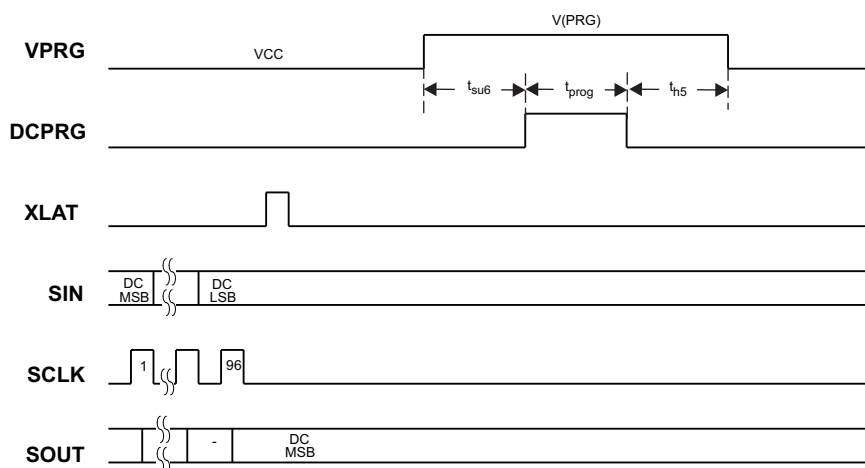 V(PRG)
VPRG
VCC
tsu6
tprog
th5
DCPRG
XLAT
DC
MSB
DC
LSB
SIN
1
96
SCLK
-
DC
MSB
SOUT